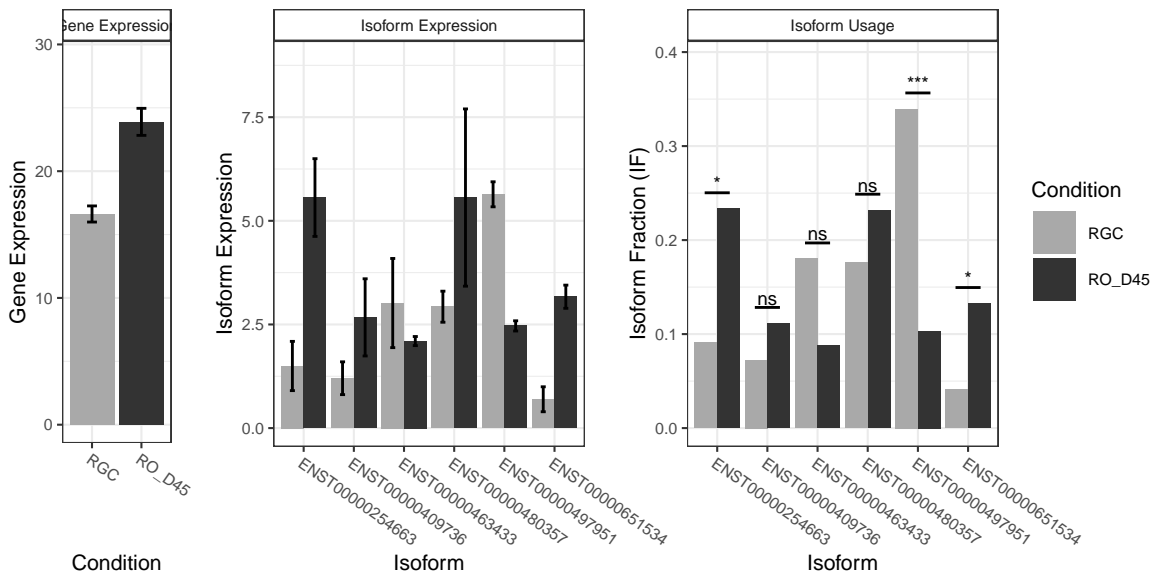 Gene Expression
Gene Expression
30
20
10
0
RGC
RO_D45
Condition
Isoform Expression
Isoform Expression
7.5
5.0
2.5
0.0
ENST00000254663
ENST00000409736
ENST00000463433
ENST00000480357
ENST00000497951
ENST00000651534
Isoform
Isoform Usage
Isoform Fraction (IF)
0.4
0.3
0.2
0.1
0.0
*
ns
ns
ns
***
*
ENST00000254663
ENST00000409736
ENST00000463433
ENST00000480357
ENST00000497951
ENST00000651534
Isoform
Condition
RGC
RO_D45